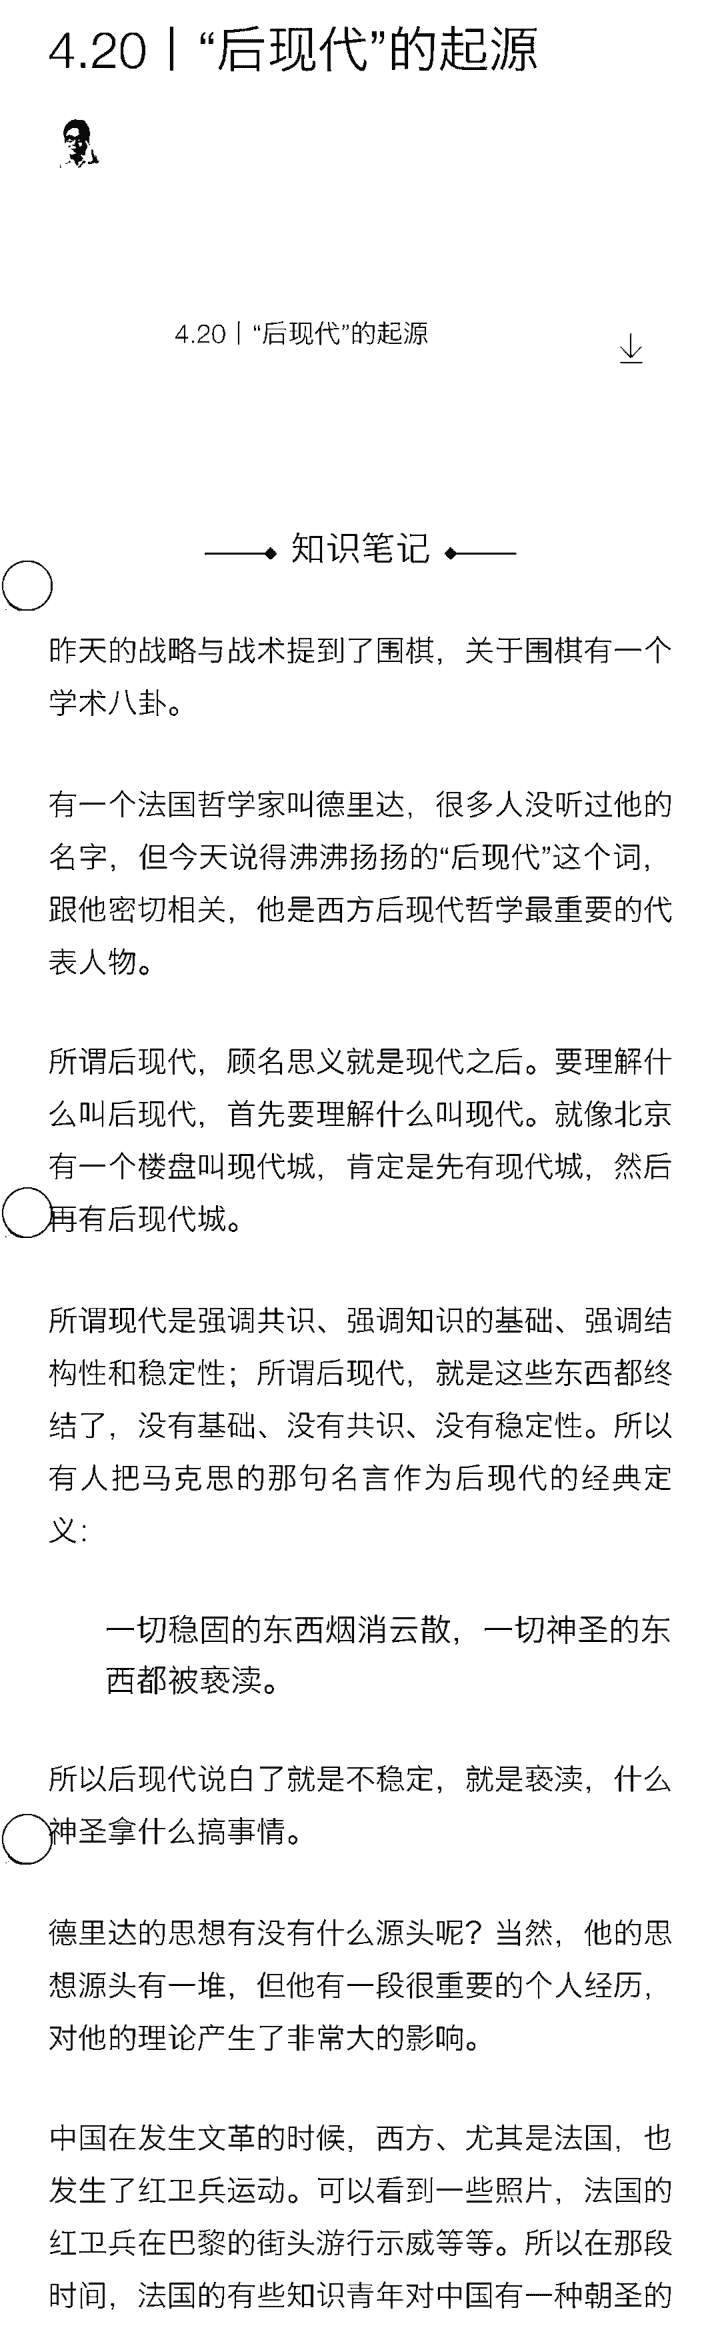 4.20丨“后现代”的起源
4.20丨“后现代”的起源
知识笔记
昨天的战略与战术提到了围棋，关于围棋有一个
学术八卦。
有一个法国哲学家叫德里达，很多人没听过他的
名字，但今天说得沸沸扬扬的“后现代”这个词，
跟他密切相关，他是西方后现代哲学最重要的代
表人物。
所谓后现代，顾名思义就是现代之后。要理解什
么叫后现代，首先要理解什么叫现代。就像北京
有一个楼盘叫现代城，肯定是先有现代城，然后
再有后现代城。
所谓现代是强调共识、强调知识的基础、强调结
构性和稳定性；所谓后现代，就是这些东西都终
结了，没有基础、没有共识、没有稳定性。所以
有人把马克思的那句名言作为后现代的经典定
义：
一切稳固的东西烟消云散，一切神圣的东
西都被亵渎。
所以后现代说白了就是不稳定，就是亵渎，什么
神圣拿什么搞事情。
德里达的思想有没有什么源头呢？当然，他的思
想源头有一堆，但他有一段很重要的个人经历，
对他的理论产生了非常大的影响。
中国在发生文革的时候，西方、尤其是法国，也
发生了红卫兵运动。可以看到一些照片，法国的
红卫兵在巴黎的街头游行示威等等。所以在那段
时间，法国的有些知识青年对中国有一种朝圣的